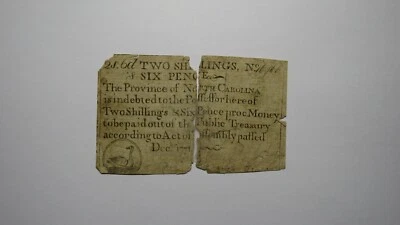 2s.6d TWO SHILLINGS, No
& SIX PENCE
The Province of NORTH CAROLINA
is indebted to the Possessor hereof
Two Shillings & Six Pence proc. Money
to be paid out of the Public Treasury
according to Act of Assembly passed
Dec